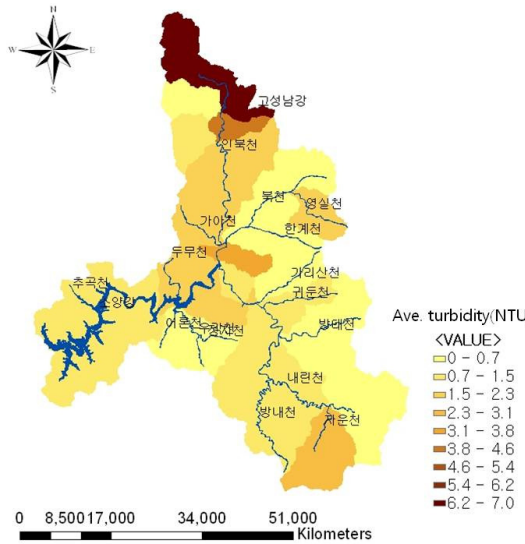 N
W
E
S
고성남강
인북천
북천
영실천
가아천
한계천
두무천
가리산천
추곡천
소양강
귀둔천
방태천
어론천
내린천
방내천
자운천
Ave. turbidity(NTU
<VALUE>
0 - 0.7
0.7 - 1.5
1.5 - 2.3
2.3 - 3.1
3.1 - 3.8
3.8 - 4.6
4.6 - 5.4
5.4 - 6.2
6.2 - 7.0
0 8,500 17,000 34,000 51,000
Kilometers